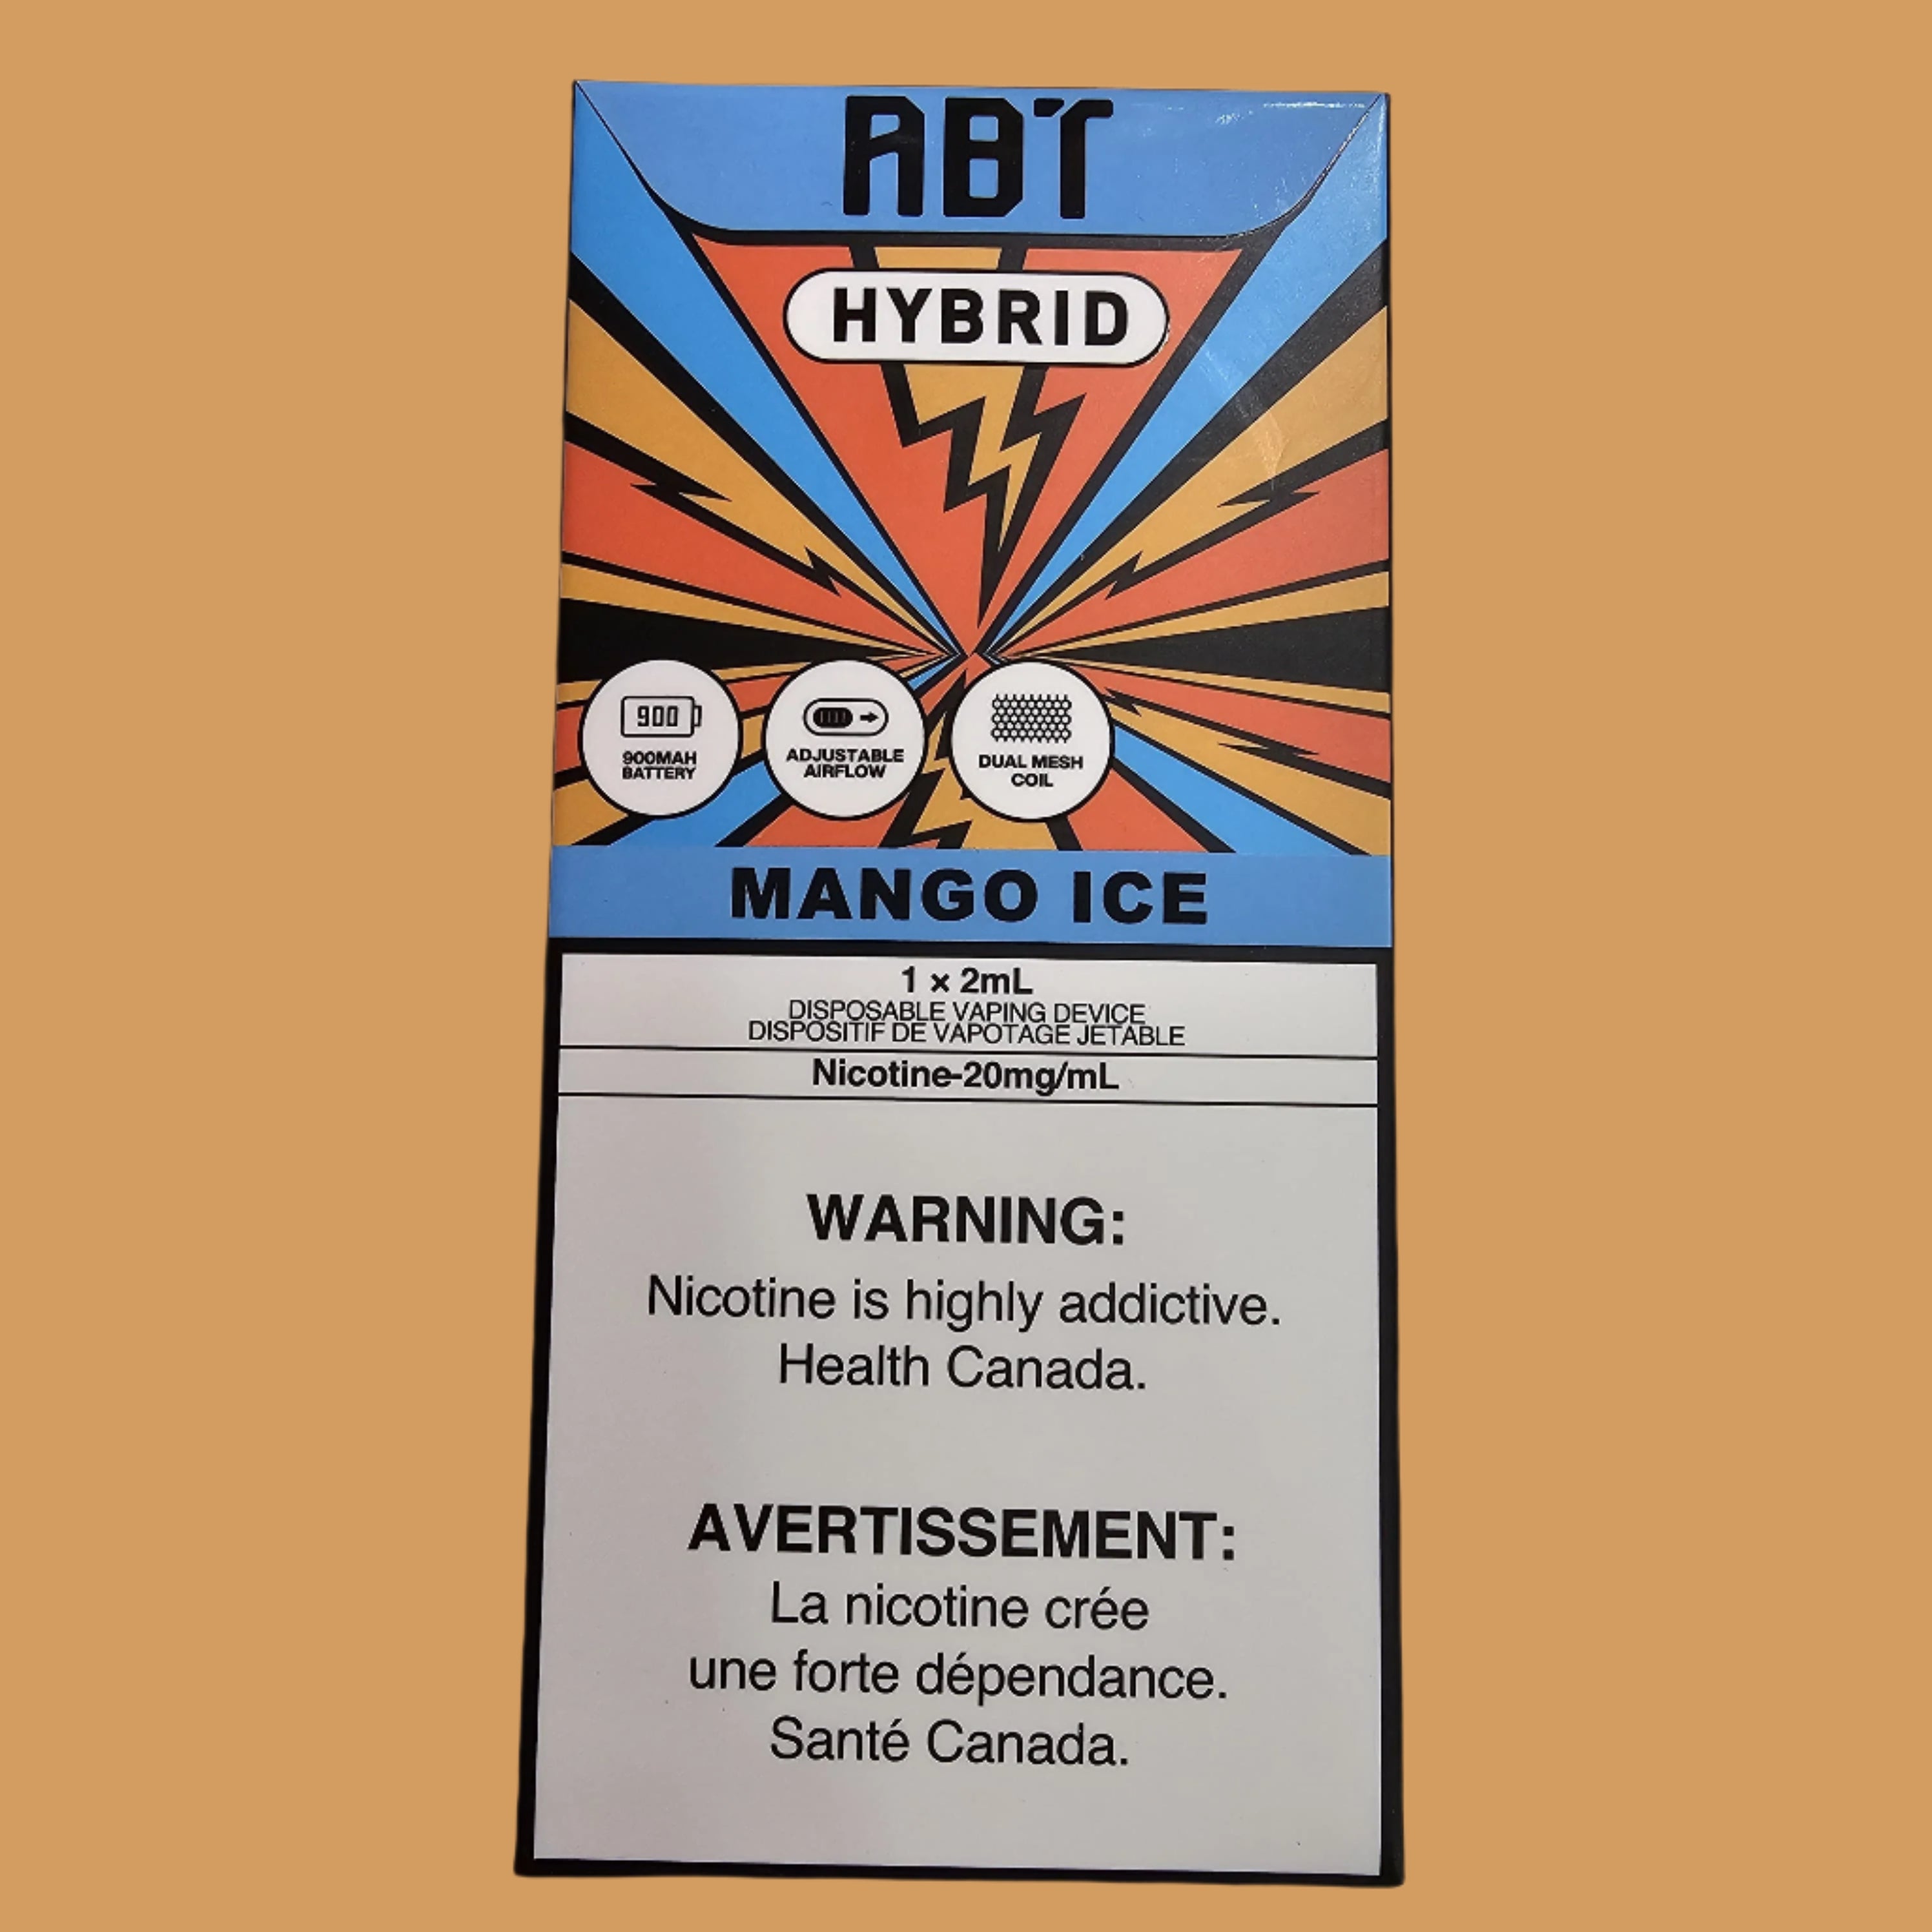 ABT
HYBRID
900
900MAH
BATTERY
ADJUSTABLE
AIRFLOW
DUAL MESH
COIL
MANGO ICE
1 × 2mL
DISPOSABLE VAPING DEVICE
DISPOSITIF DE VAPOTAGE JETABLE
Nicotine-20mg/mL
WARNING:
Nicotine is highly addictive.
Health Canada.
AVERTISSEMENT:
La nicotine crée
une forte dépendance.
Santé Canada.